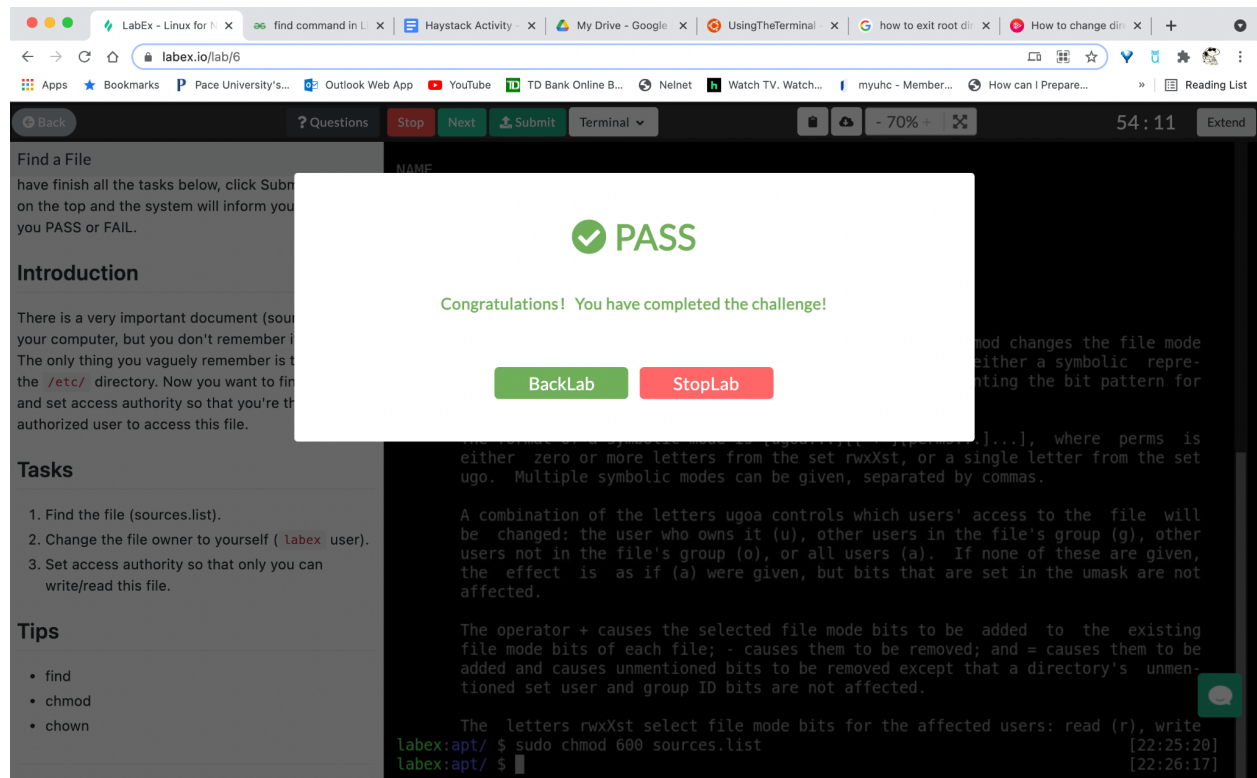 LabEx - Linux for N
find command in L
Haystack Activity -
My Drive - Google
UsingTheTerminal -
how to exit root dir
How to change dire
labex.io/lab/6
Apps
Bookmarks
Pace University's...
Outlook Web App
YouTube
TD Bank Online B...
Nelnet
Watch TV. Watch...
myuhc - Member...
How can I Prepare...
»
Reading List
Back
? Questions
Stop
Next
Submit
Terminal
- 70% +
54 : 11
Extend
Find a File
have finish all the tasks below, click Subm
on the top and the system will inform you
you PASS or FAIL.
Introduction
There is a very important document (sour
your computer, but you don't remember i
The only thing you vaguely remember is t
the /etc/ directory. Now you want to fin
and set access authority so that you're th
authorized user to access this file.
Tasks
1. Find the file (sources.list).
2. Change the file owner to yourself ( labex user).
3. Set access authority so that only you can
write/read this file.
Tips
• find
• chmod
• chown
PASS
Congratulations! You have completed the challenge!
BackLab
StopLab
NAME
mod changes the file mode
either a symbolic repre-
nting the bit pattern for
The format of a symbolic mode is [ugoa...][[-+=][perms...]...], where perms is
either zero or more letters from the set rwxXst, or a single letter from the set
ugo. Multiple symbolic modes can be given, separated by commas.
A combination of the letters ugoa controls which users' access to the file will
be changed: the user who owns it (u), other users in the file's group (g), other
users not in the file's group (o), or all users (a). If none of these are given,
the effect is as if (a) were given, but bits that are set in the umask are not
affected.
The operator + causes the selected file mode bits to be added to the existing
file mode bits of each file; - causes them to be removed; and = causes them to be
added and causes unmentioned bits to be removed except that a directory's unmen-
tioned set user and group ID bits are not affected.
The letters rwxXst select file mode bits for the affected users: read (r), write
labex:apt/ $ sudo chmod 600 sources.list [22:25:20]
labex:apt/ $ [22:26:17]